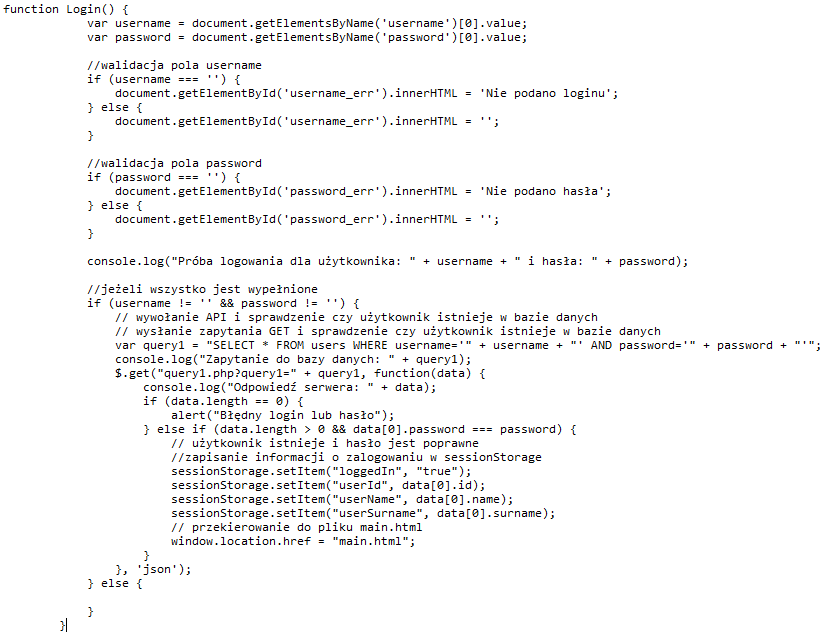 function Login() {
var username = document.getElementsByName('username')[0].value;
var password = document.getElementsByName('password')[0].value;
//walidacja pola username
if (username === '') {
document.getElementById('username_err').innerHTML = 'Nie podano loginu';
} else {
document.getElementById('username_err').innerHTML = '';
}
//walidacja pola password
if (password === '') {
document.getElementById('password_err').innerHTML = 'Nie podano hasła';
} else {
document.getElementById('password_err').innerHTML = '';
}
console.log("Próba logowania dla użytkownika: " + username + " i hasła: " + password);
//jeżeli wszystko jest wypełnione
if (username != '' && password != '') {
// wywołanie API i sprawdzenie czy użytkownik istnieje w bazie danych
// wysłanie zapytania GET i sprawdzenie czy użytkownik istnieje w bazie danych
var query1 = "SELECT * FROM users WHERE username='" + username + "' AND password='" + password + "'";
console.log("Zapytanie do bazy danych: " + query1);
$.get("query1.php?query1=" + query1, function(data) {
console.log("Odpowiedź serwera: " + data);
if (data.length == 0) {
alert("Błędny login lub hasło");
} else if (data.length > 0 && data[0].password === password) {
// użytkownik istnieje i hasło jest poprawne
//zapisanie informacji o zalogowaniu w sessionStorage
sessionStorage.setItem("loggedIn", "true");
sessionStorage.setItem("userId", data[0].id);
sessionStorage.setItem("userName", data[0].name);
sessionStorage.setItem("userSurname", data[0].surname);
// przekierowanie do pliku main.html
window.location.href = "main.html";
}
}, 'json');
} else {
}
}